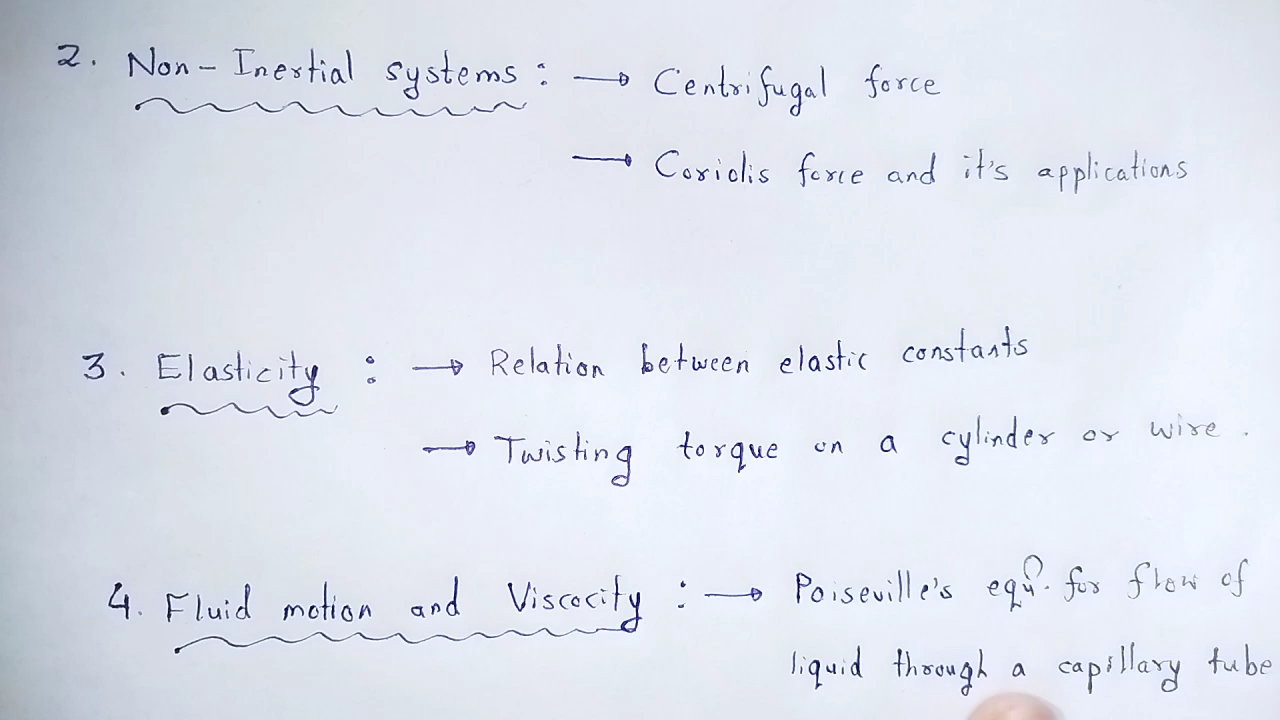 2. Non-Inertial systems : → Centrifugal force
→ Coriolis force and it's applications
3. Elasticity : → Relation between elastic constants
→ Twisting torque on a cylinder or wire.
4. Fluid motion and Viscocity : → Poiseville's equn. for flow of
liquid through a capillary tube